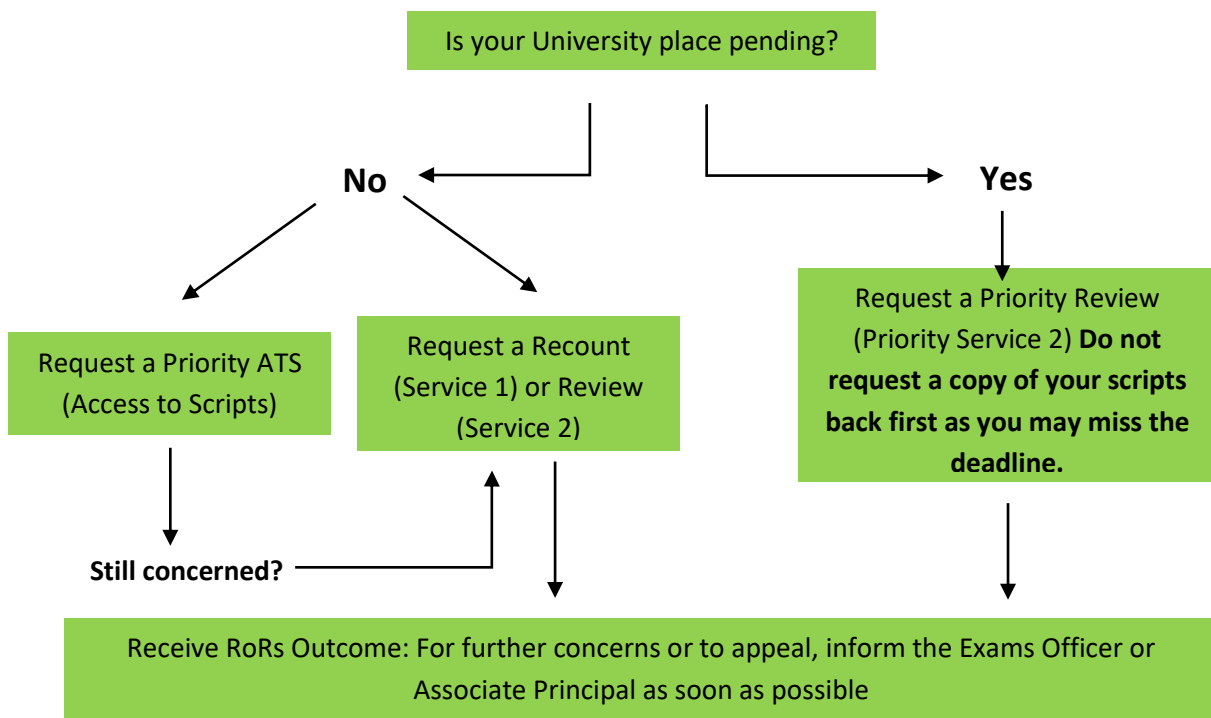 Is your University place pending?
No
Yes
Request a Priority ATS
(Access to Scripts)
Request a Recount
(Service 1) or Review
(Service 2)
Request a Priority Review
(Priority Service 2) Do not
request a copy of your scripts
back first as you may miss the
deadline.
Still concerned?
Receive RoRs Outcome: For further concerns or to appeal, inform the Exams Officer or
Associate Principal as soon as possible